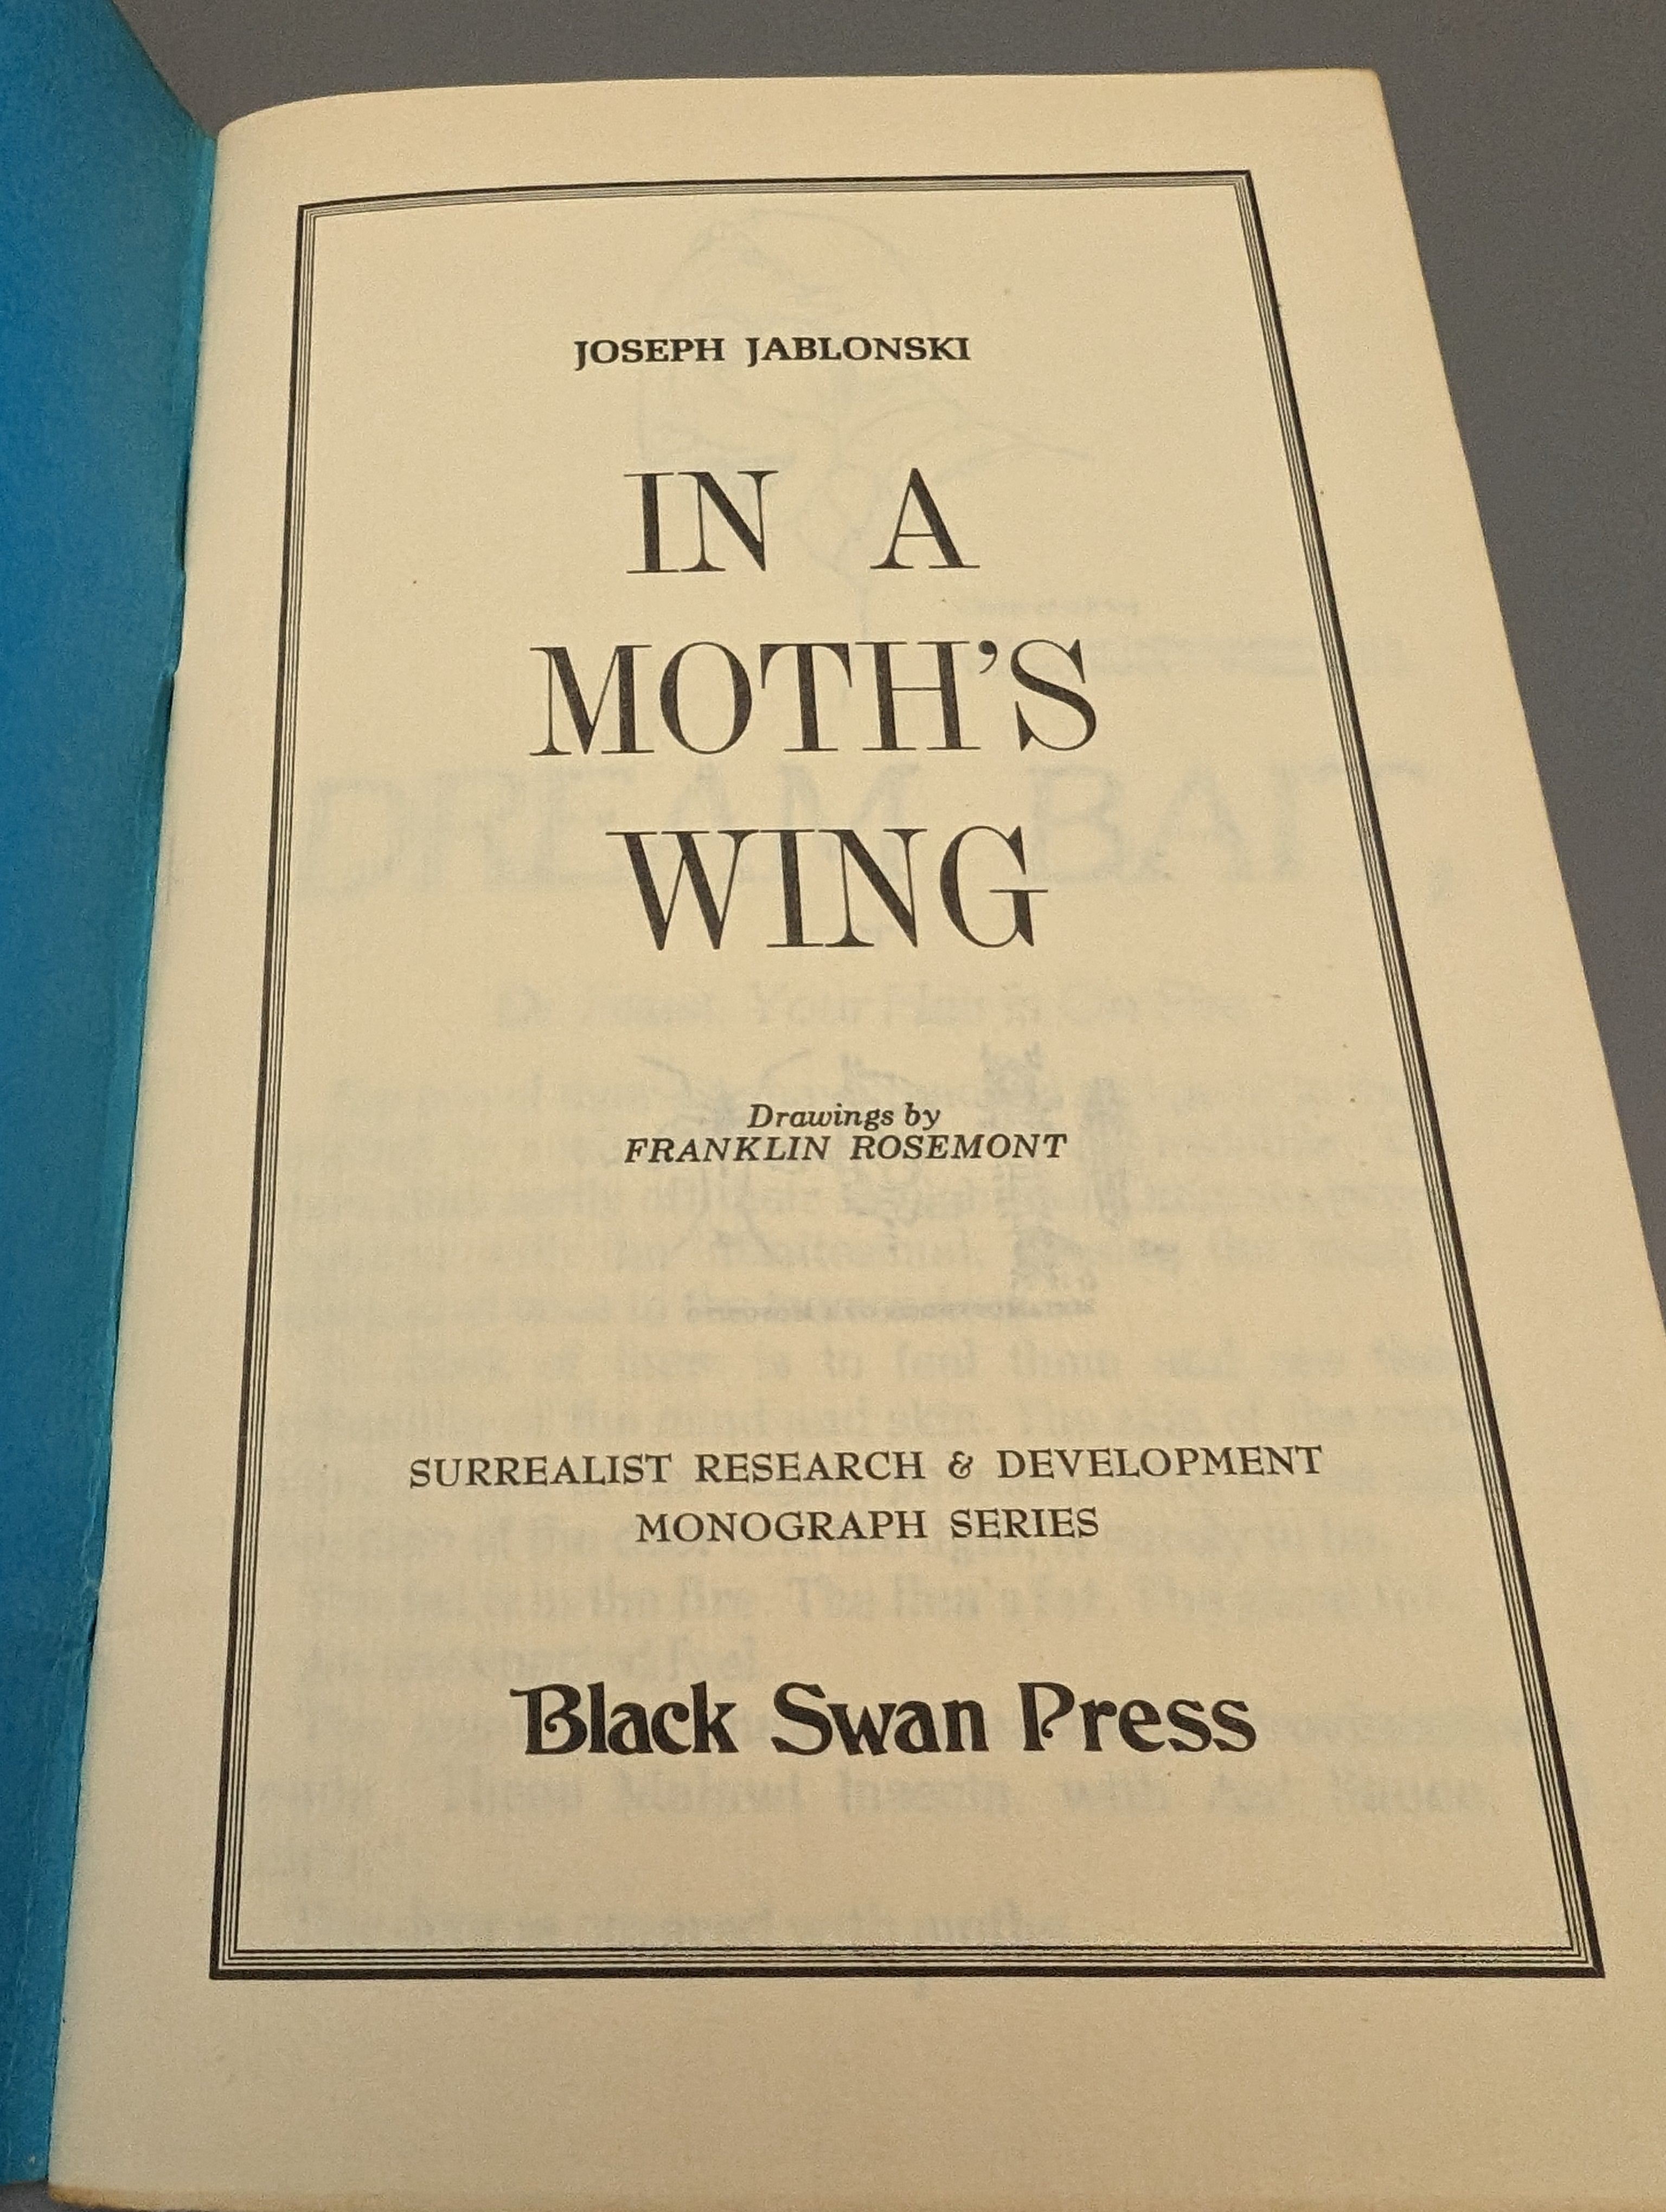 JOSEPH JABLONSKI
IN A
MOTH'S
WING
Drawings by
FRANKLIN ROSEMONT
SURREALIST RESEARCH & DEVELOPMENT
MONOGRAPH SERIES
Black Swan Press